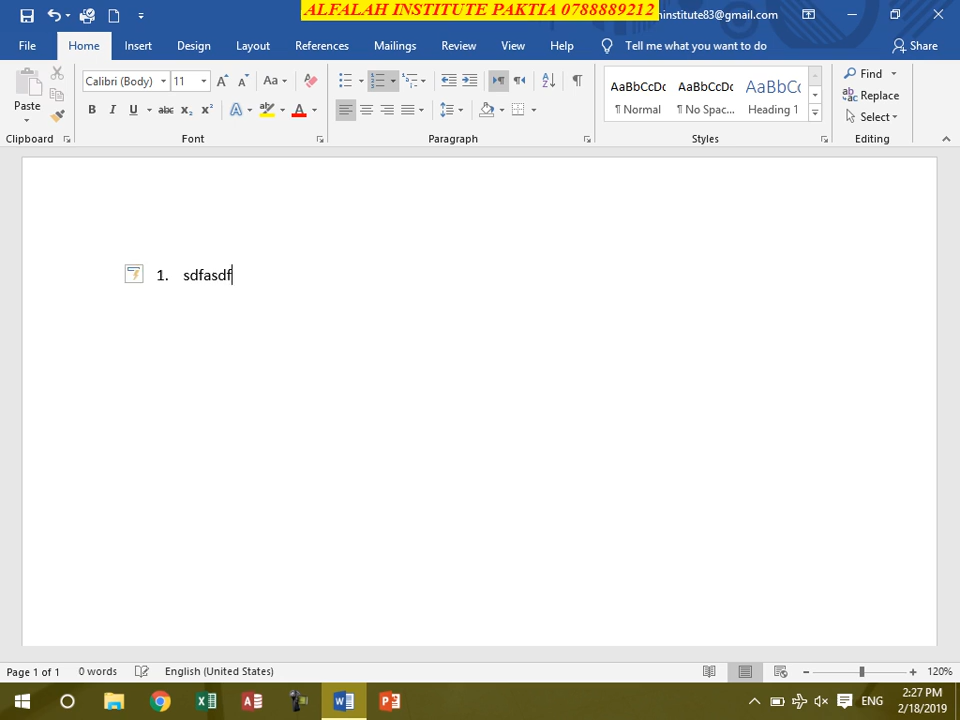 ALFALAH INSTITUTE PAKTIA 0788889212
institute83@gmail.com
File Home Insert Design Layout References Mailings Review View Help Tell me what you want to do Share
Paste
Calibri (Body) 11 Aa
B I U abc x₂ x² A ab A
AaBbCcDc AaBbCcDc AaBbCc
¶ Normal ¶ No Spac... Heading 1
Find
Replace
Select
Clipboard Font Paragraph Styles Editing
1. sdfasdf
Page 1 of 1 0 words English (United States) 120%
ENG
2:27 PM
2/18/2019